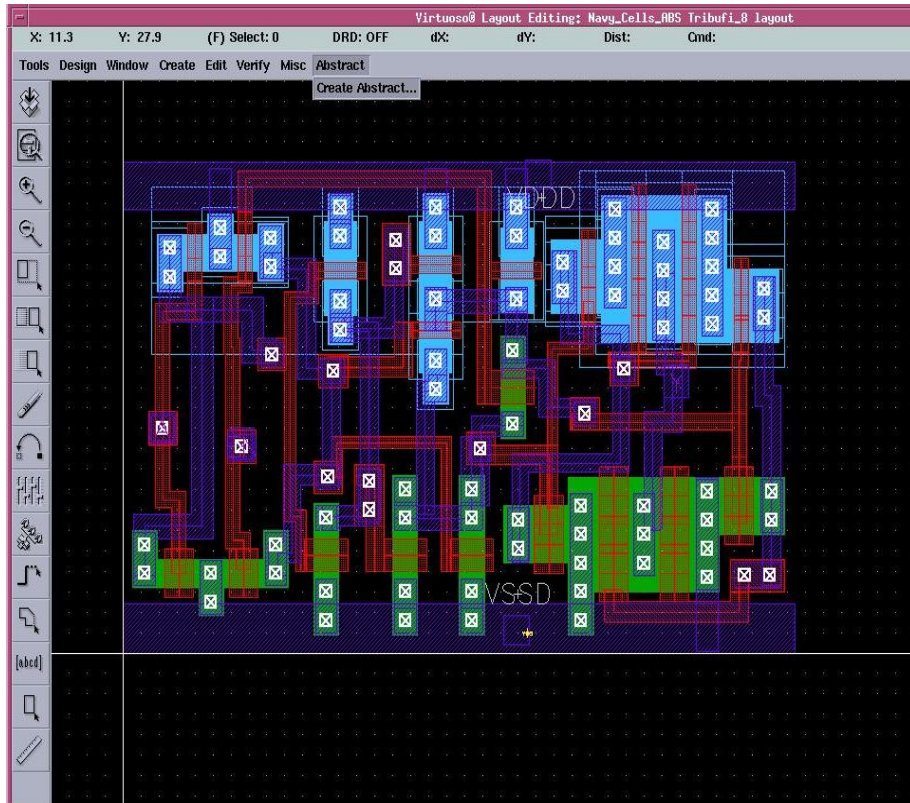 Virtuoso® Layout Editing: Navy_Cells_ABS Tribufi_8 layout
X: 11.3 Y: 27.9 (F) Select: 0 DRD: OFF dX: dY: Dist: Cmd:
Tools Design Window Create Edit Verify Misc Abstract
Create Abstract...
VDDD
VSSD
[abcd]